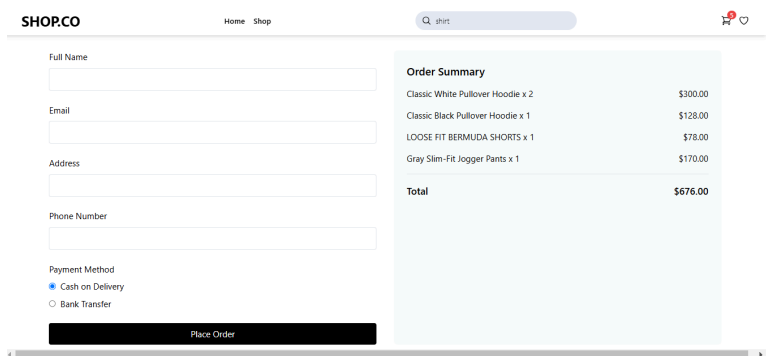 SHOP.CO
Home Shop
shirt
5
Full Name
Email
Address
Phone Number
Payment Method
Cash on Delivery
Bank Transfer
Place Order
Order Summary
Classic White Pullover Hoodie x 2 $300.00
Classic Black Pullover Hoodie x 1 $128.00
LOOSE FIT BERMUDA SHORTS x 1 $78.00
Gray Slim-Fit Jogger Pants x 1 $170.00
Total $676.00